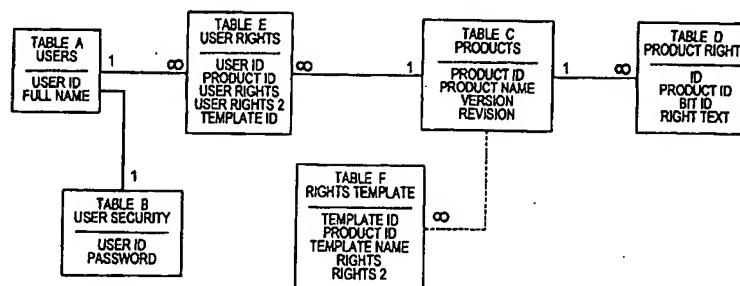 TABLE A
USERS
USER ID
FULL NAME
1
∞
TABLE E
USER RIGHTS
USER ID
PRODUCT ID
USER RIGHTS
USER RIGHTS 2
TEMPLATE ID
∞
1
TABLE C
PRODUCTS
PRODUCT ID
PRODUCT NAME
VERSION
REVISION
1
∞
TABLE D
PRODUCT RIGHT
ID
PRODUCT ID
BIT ID
RIGHT TEXT
1
TABLE B
USER SECURITY
USER ID
PASSWORD
TABLE F
RIGHTS TEMPLATE
TEMPLATE ID
PRODUCT ID
TEMPLATE NAME
RIGHTS
RIGHTS 2
∞